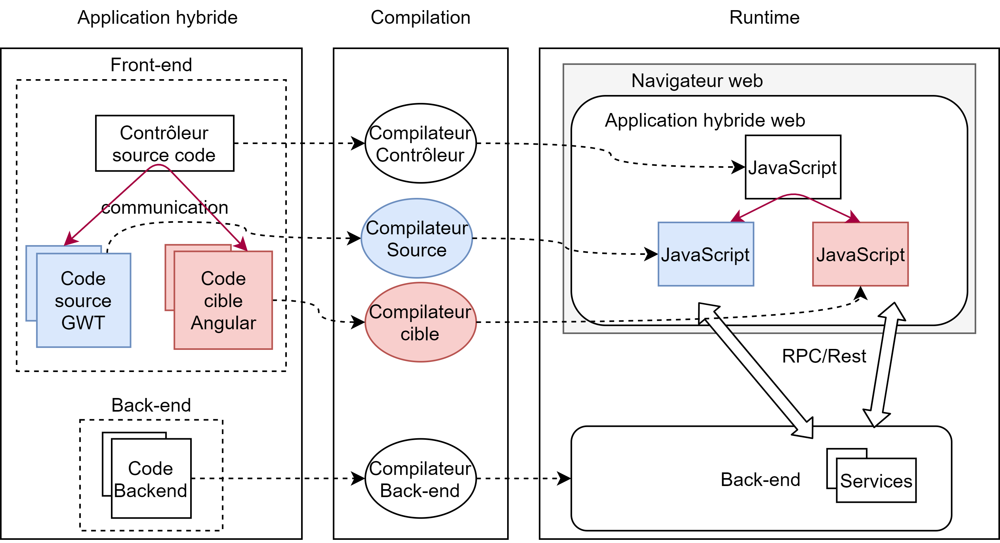 Application hybride
Compilation
Runtime
Front-end
Contrôleur
source code
communication
Code
source
GWT
Code
cible
Angular
Back-end
Code
Backend
Compilateur
Contrôleur
Compilateur
Source
Compilateur
cible
Compilateur
Back-end
Navigateur web
Application hybride web
JavaScript
JavaScript
JavaScript
RPC/Rest
Back-end
Services